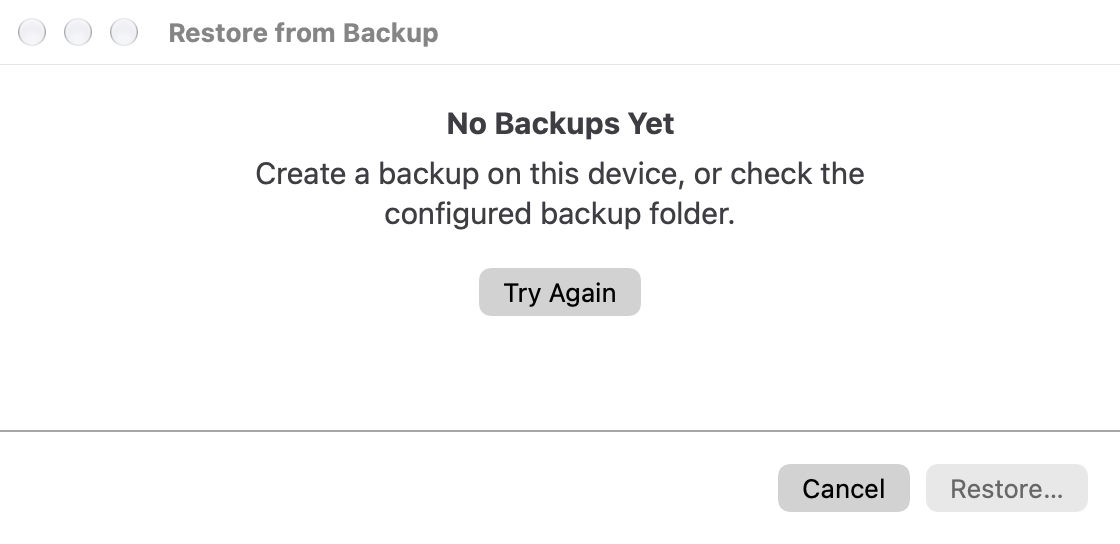 Restore from Backup
No Backups Yet
Create a backup on this device, or check the
configured backup folder.
Try Again
Cancel
Restore...